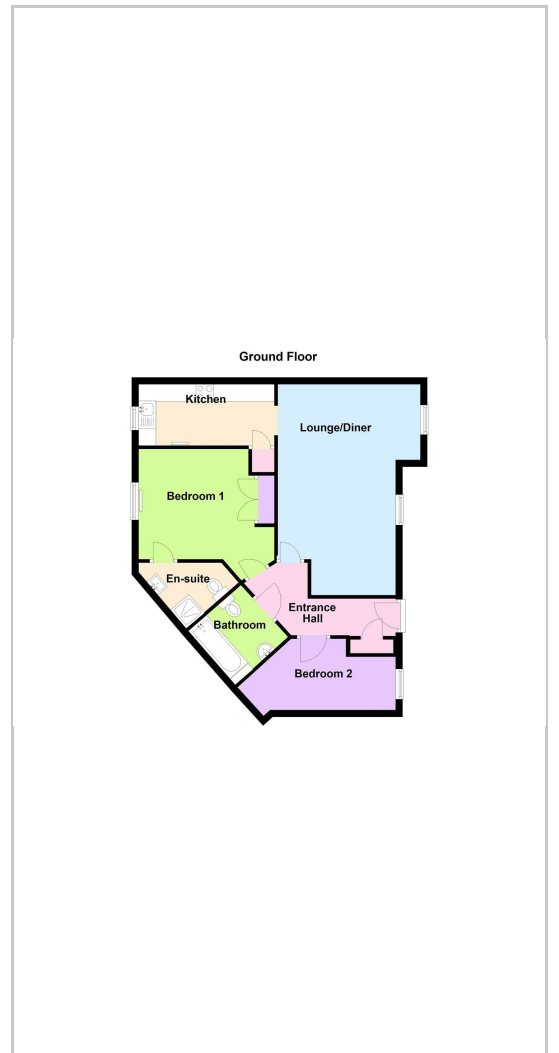 Ground Floor
Kitchen
Lounge/Diner
Bedroom 1
En-suite
Entrance
Hall
Bathroom
Bedroom 2